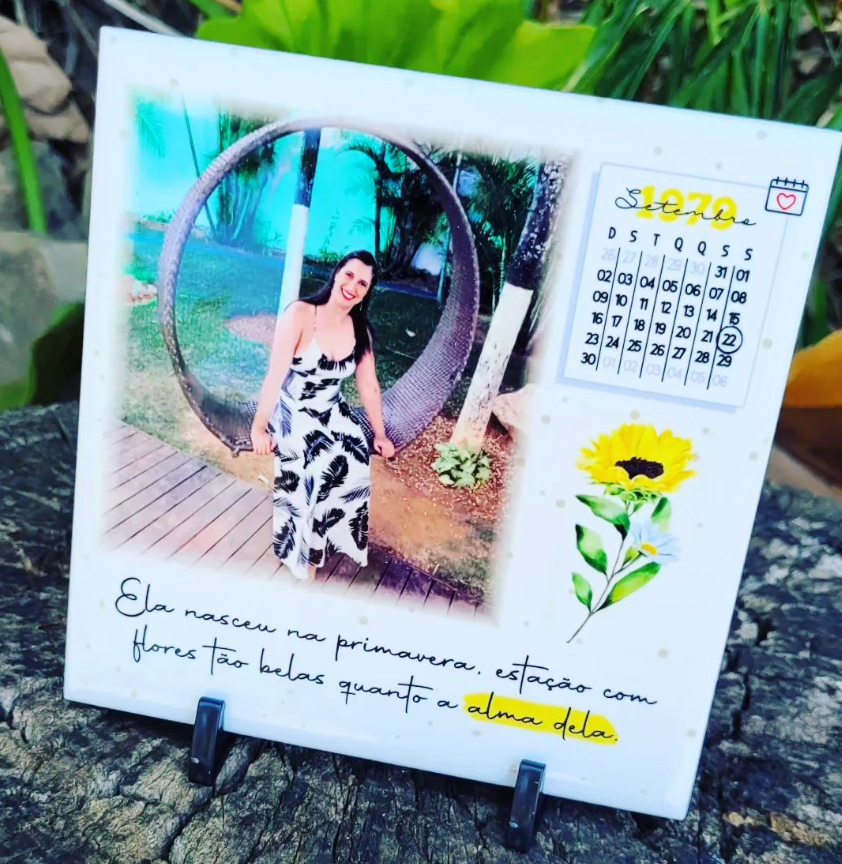 1979
Setembro
D S T Q Q S S
26 27 28 29 30 31 01
02 03 04 05 06 07 08
09 10 11 12 13 14 15
16 17 18 19 20 21 22
23 24 25 26 27 28 29
30 01 02 03 04 05 06
Ela nasceu na primavera, estação com
flores tão belas quanto a alma dela.